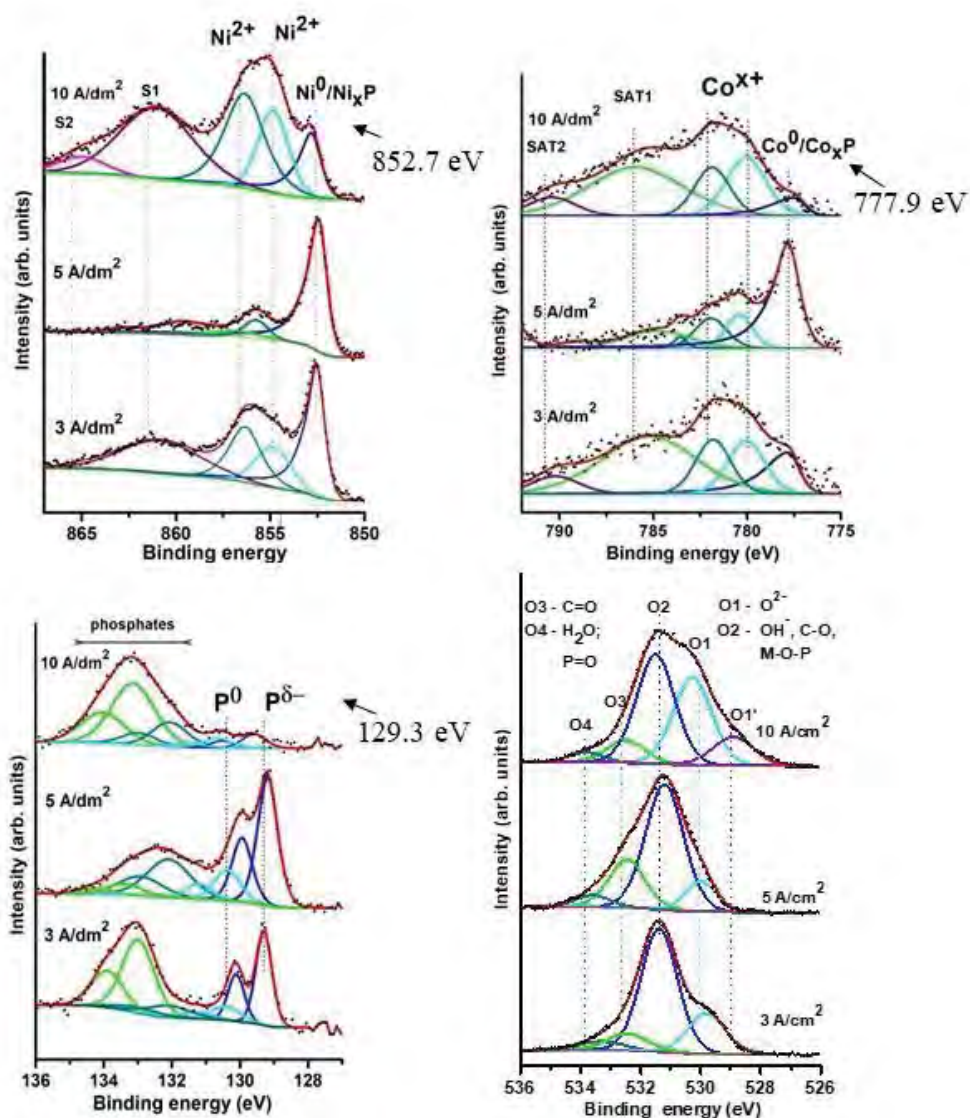 Ni2+ Ni2+
10 A/dm2
S2
S1
Ni0/NixP
852.7 eV
5 A/dm2
3 A/dm2
Intensity (arb. units)
865 860 855 850
Binding energy
10 A/dm2
SAT2
SAT1
Cox+
Co0/CoxP
777.9 eV
5 A/dm2
3 A/dm2
Intensity (arb. units)
790 785 780 775
Binding energy (eV)
phosphates
10 A/dm2
P0
Pδ–
129.3 eV
5 A/dm2
3 A/dm2
Intensity (arb. units)
136 134 132 130 128
Binding energy (eV)
O3 - C=O
O4 - H2O;
P=O
O2
O1 - O2–
O2 - OH-, C-O,
M-O-P
O1
O3
O4
O1'
10 A/cm2
5 A/cm2
3 A/cm2
Intensity (arb. units)
536 534 532 530 528 526
Binding energy (eV)